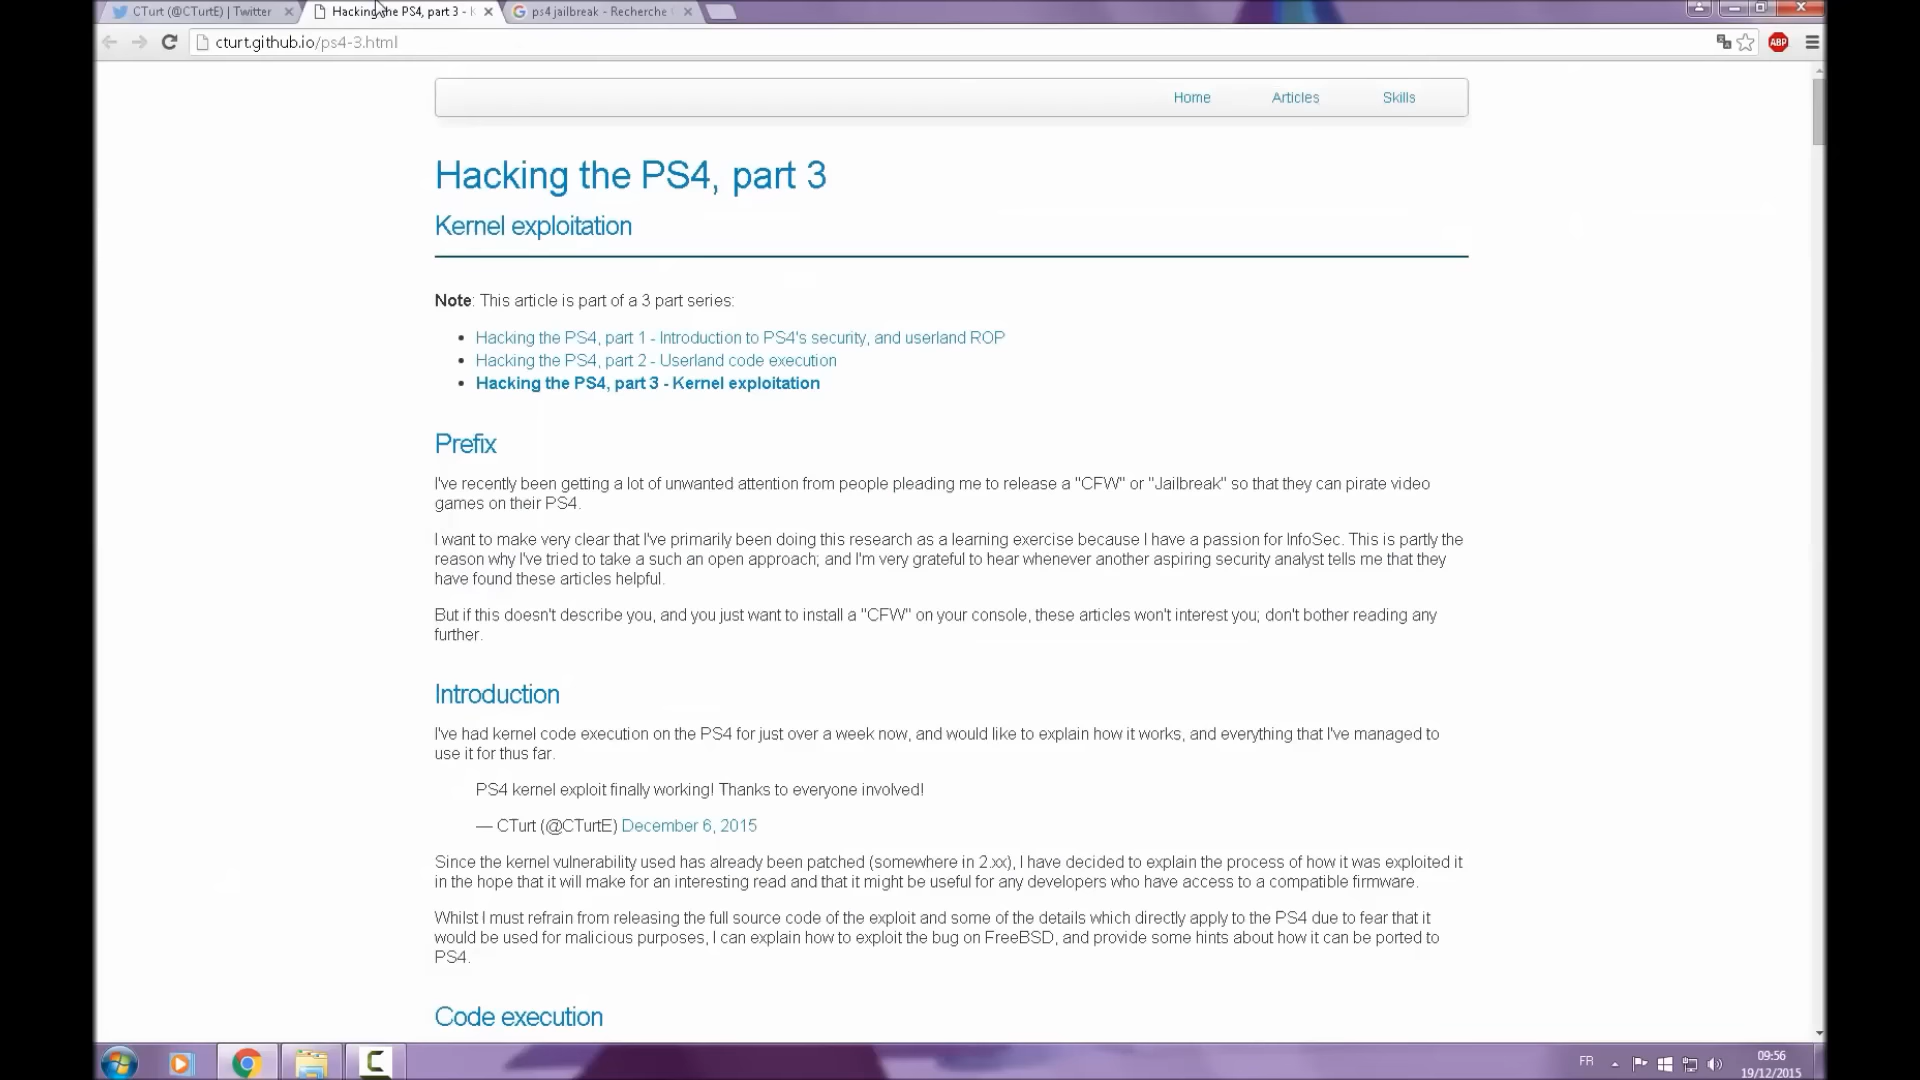 CTurt (@CTurtE) | Twitter
Hacking the PS4, part 3 -
ps4 jailbreak - Recherche
cturt.github.io/ps4-3.html
ABP
Home Articles Skills
Hacking the PS4, part 3
Kernel exploitation
Note: This article is part of a 3 part series:
Hacking the PS4, part 1 - Introduction to PS4's security, and userland ROP
Hacking the PS4, part 2 - Userland code execution
Hacking the PS4, part 3 - Kernel exploitation
Prefix
I've recently been getting a lot of unwanted attention from people pleading me to release a "CFW" or "Jailbreak" so that they can pirate video
games on their PS4.
I want to make very clear that I've primarily been doing this research as a learning exercise because I have a passion for InfoSec. This is partly the
reason why I've tried to take a such an open approach; and I'm very grateful to hear whenever another aspiring security analyst tells me that they
have found these articles helpful.
But if this doesn't describe you, and you just want to install a "CFW" on your console, these articles won't interest you; don't bother reading any
further.
Introduction
I've had kernel code execution on the PS4 for just over a week now, and would like to explain how it works, and everything that I've managed to
use it for thus far.
PS4 kernel exploit finally working! Thanks to everyone involved!
— CTurt (@CTurtE) December 6, 2015
Since the kernel vulnerability used has already been patched (somewhere in 2.xx), I have decided to explain the process of how it was exploited it
in the hope that it will make for an interesting read and that it might be useful for any developers who have access to a compatible firmware.
Whilst I must refrain from releasing the full source code of the exploit and some of the details which directly apply to the PS4 due to fear that it
would be used for malicious purposes, I can explain how to exploit the bug on FreeBSD, and provide some hints about how it can be ported to
PS4.
Code execution
FR
09:56
19/12/2015